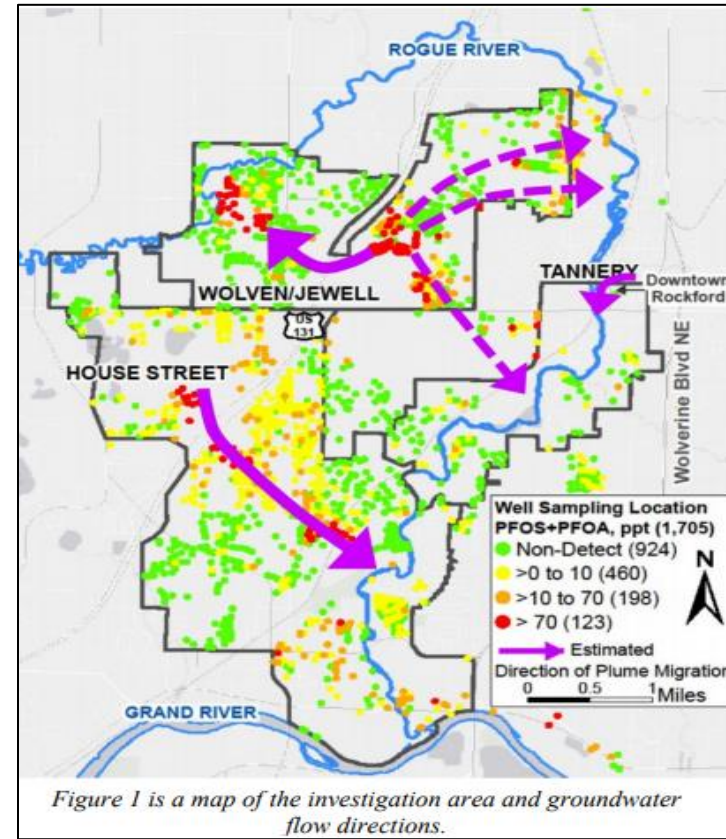 ROGUE RIVER
TANNERY
Downtown
Rockford
WOLVEN/JEWELL
US
131
HOUSE STREET
Wolverine Blvd NE
Well Sampling Location
PFOS+PFOA, ppt (1,705)
Non-Detect (924)
>0 to 10 (460)
>10 to 70 (198)
> 70 (123)
N
Estimated
Direction of Plume Migration
0 0.5 1
Miles
GRAND RIVER
Figure 1 is a map of the investigation area and groundwater
flow directions.